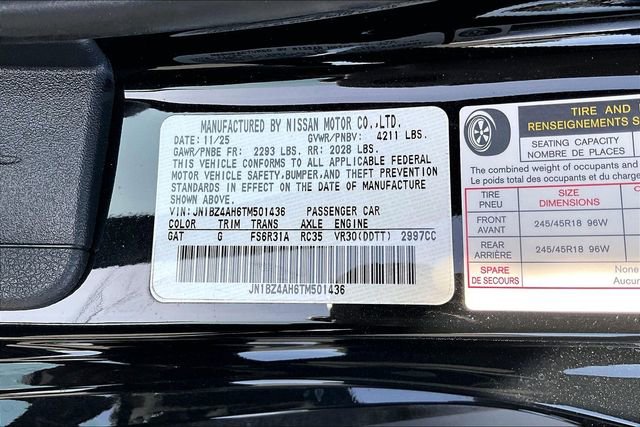 MANUFACTURED BY NISSAN MOTOR CO.,LTD.
DATE: 11/25 GVWR/PNBV: 4211 LBS.
GAWR/PNBE FR: 2293 LBS. RR: 2028 LBS.
THIS VEHICLE CONFORMS TO ALL APPLICABLE FEDERAL
MOTOR VEHICLE SAFETY,BUMPER,AND THEFT PREVENTION
STANDARDS IN EFFECT ON THE DATE OF MANUFACTURE
SHOWN ABOVE.
VIN: JN1BZ4AH6TM501436 PASSENGER CAR
COLOR TRIM TRANS AXLE ENGINE
GAT G FS6R31A RC35 VR30(DDTT) 2997CC
JN1BZ4AH6TM501436
TIRE AND
RENSEIGNEMENTS S
SEATING CAPACITY
NOMBRE DE PLACES
The combined weight of occupants and
Le poids total des occupants et du charge
TIRE SIZE
PNEU DIMENSIONS
FRONT
AVANT 245/45R18 96W
REAR
ARRIÈRE 245/45R18 96W
SPARE None
DE SECOURS Aucun